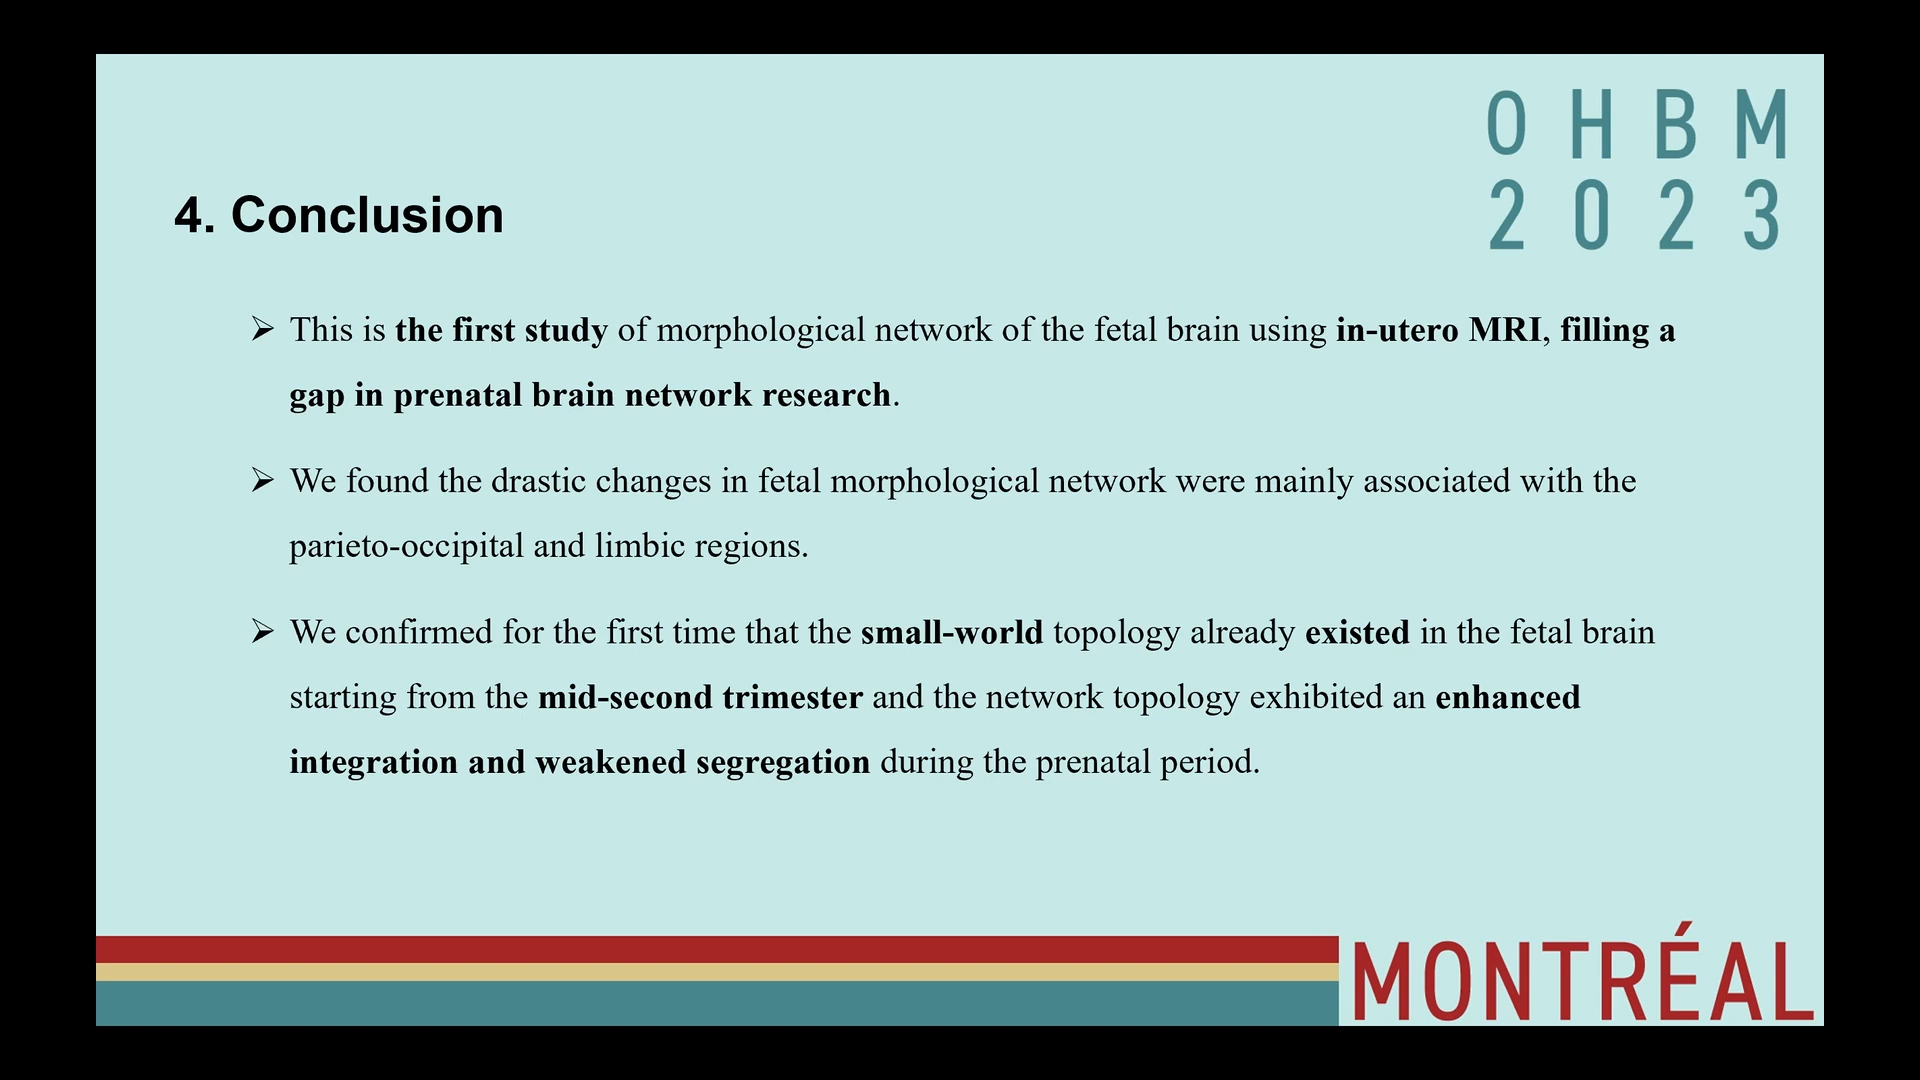 OHBM
2023
4. Conclusion
➢ This is the first study of morphological network of the fetal brain using in-utero MRI, filling a
gap in prenatal brain network research.
➢ We found the drastic changes in fetal morphological network were mainly associated with the
parieto-occipital and limbic regions.
➢ We confirmed for the first time that the small-world topology already existed in the fetal brain
starting from the mid-second trimester and the network topology exhibited an enhanced
integration and weakened segregation during the prenatal period.
MONTRÉAL